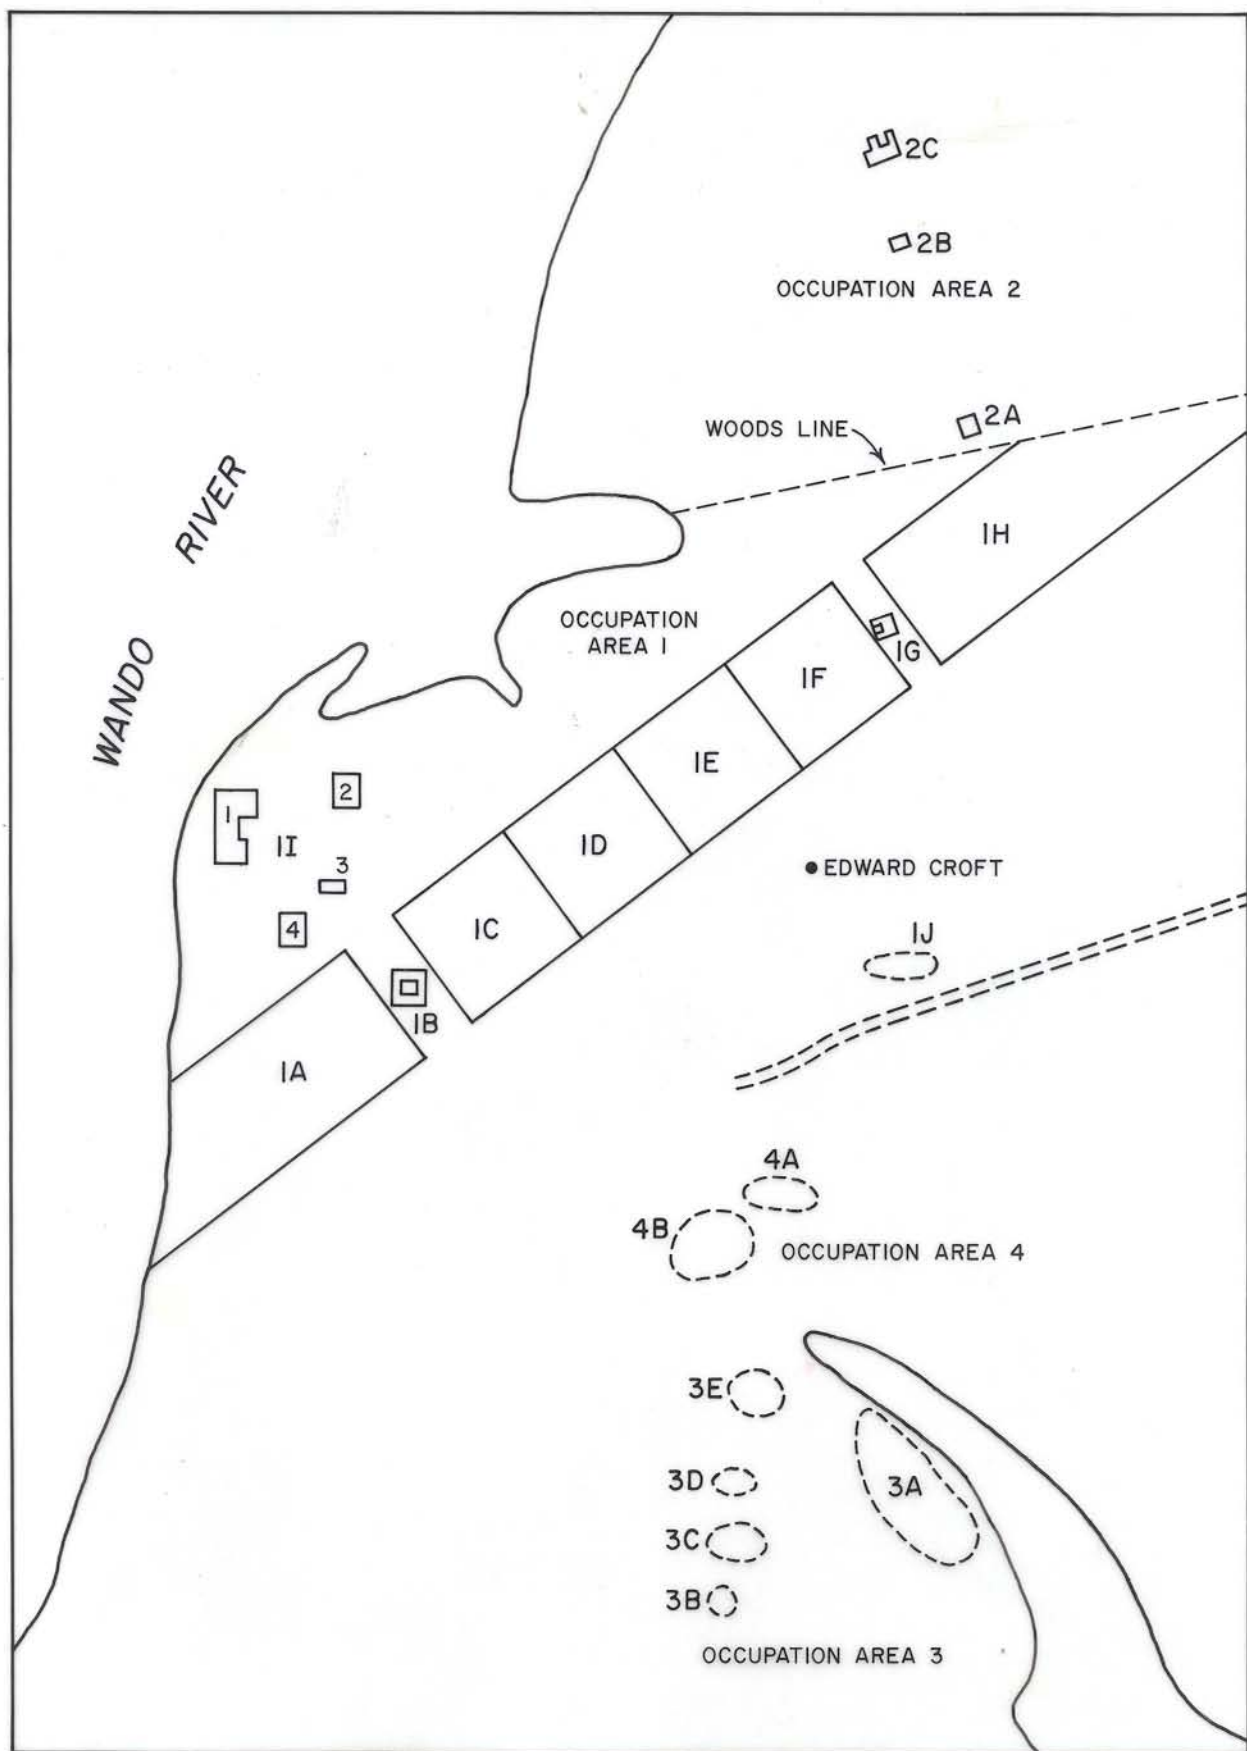 2C
2B
OCCUPATION AREA 2
2A
WOODS LINE
WANDO RIVER
1H
OCCUPATION
AREA 1
1G
1F
1E
2
1
1I
1D
3
EDWARD CROFT
4
1C
1J
1B
1A
4A
4B
OCCUPATION AREA 4
3E
3D
3A
3C
3B
OCCUPATION AREA 3